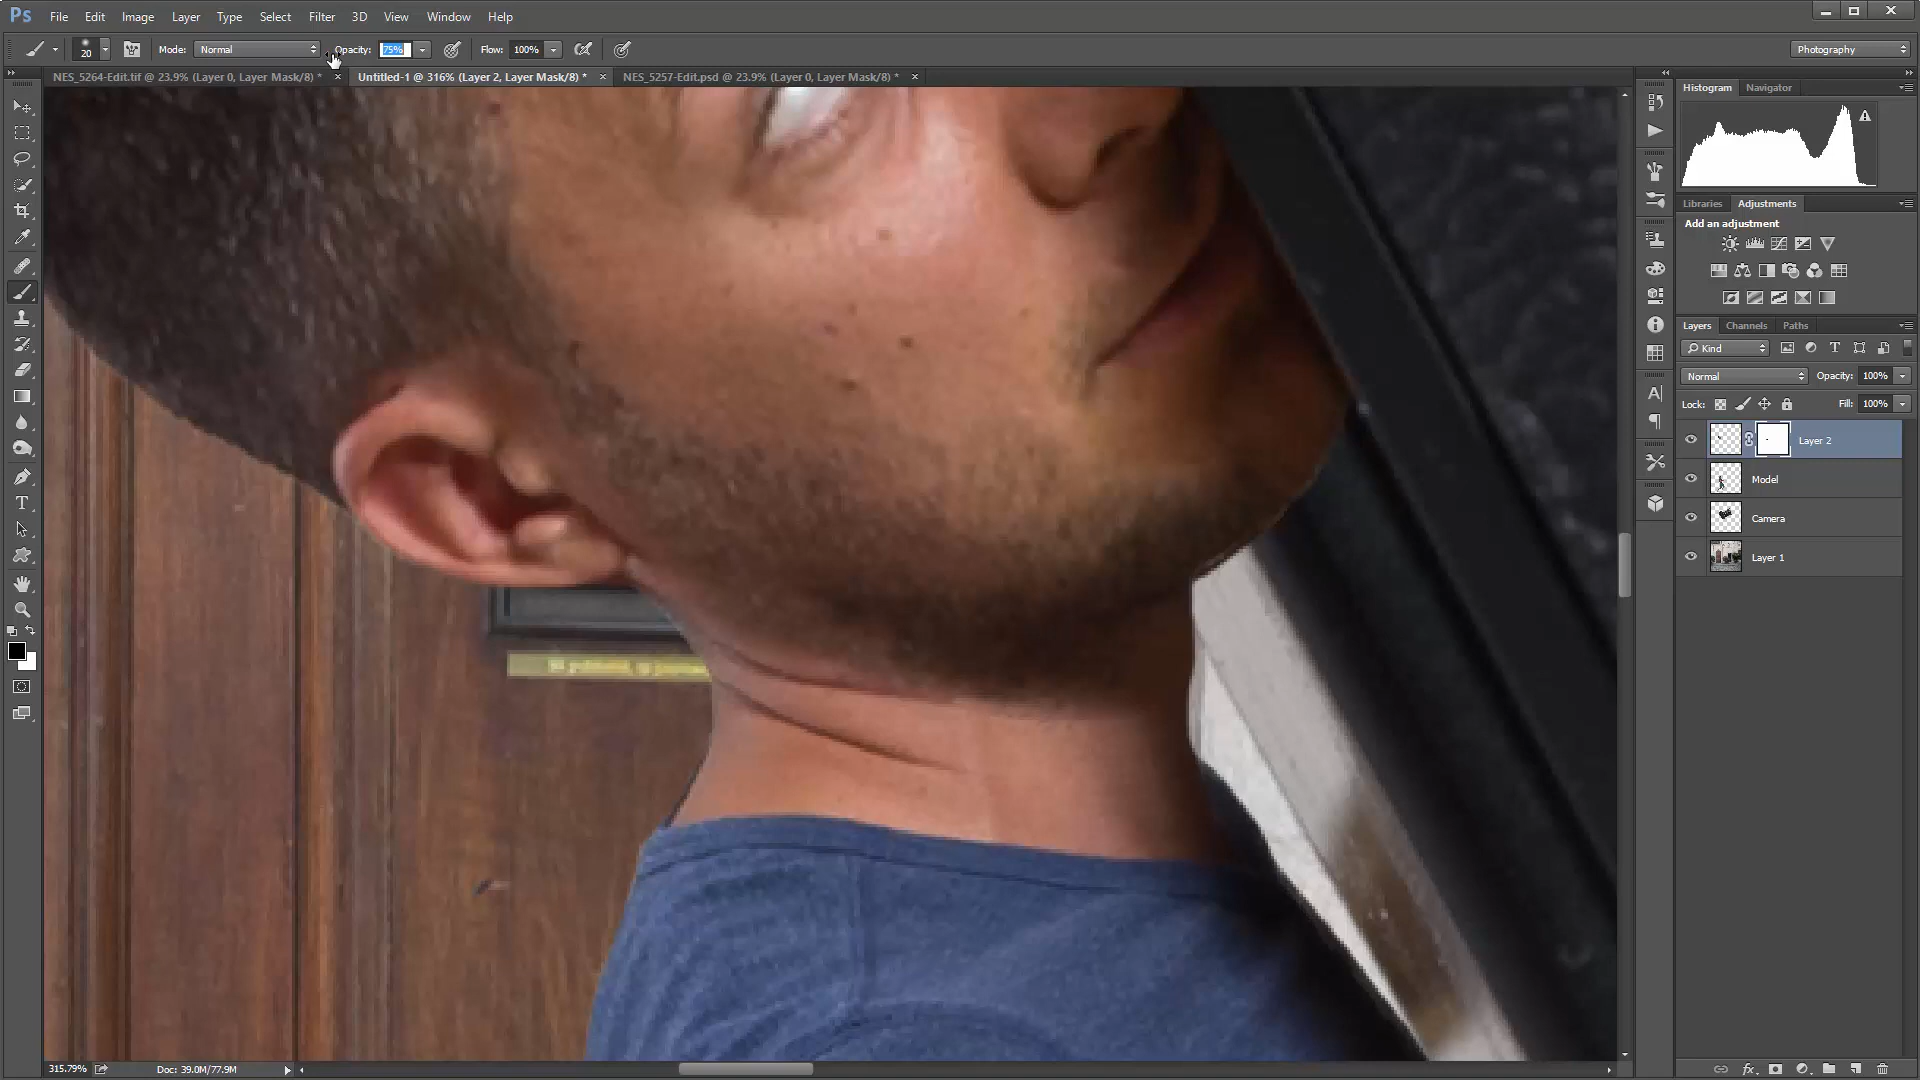 Ps File Edit Image Layer Type Select Filter 3D View Window Help
20 Mode: Normal Opacity: 75% Flow: 100% Photography
NES_5264-Edit.tif @ 23.9% (Layer 0, Layer Mask/8) * × Untitled-1 @ 316% (Layer 2, Layer Mask/8) * × NES_5257-Edit.psd @ 23.9% (Layer 0, Layer Mask/8) * ×
Histogram Navigator
Libraries Adjustments
Add an adjustment
Layers Channels Paths
Kind
Normal Opacity: 100%
Lock: Fill: 100%
Layer 2
Model
Camera
Layer 1
315.79% Doc: 39.0M/77.9M